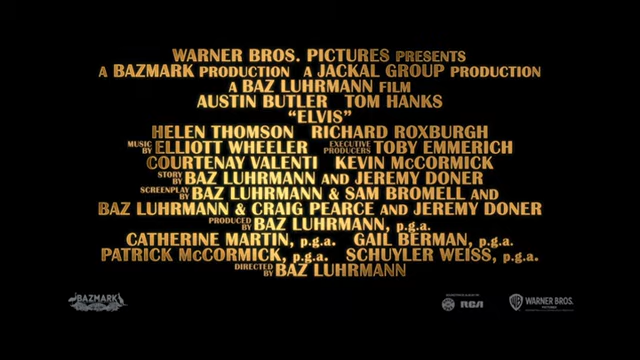 WARNER BROS. PICTURES PRESENTS
A BAZMARK PRODUCTION A JACKAL GROUP PRODUCTION
A BAZ LUHRMANN FILM
AUSTIN BUTLER TOM HANKS
“ELVIS”
HELEN THOMSON RICHARD ROXBURGH
MUSIC BY ELLIOTT WHEELER EXECUTIVE PRODUCERS TOBY EMMERICH
COURTENAY VALENTI KEVIN McCORMICK
STORY BY BAZ LUHRMANN AND JEREMY DONER
SCREENPLAY BY BAZ LUHRMANN & SAM BROMELL AND
BAZ LUHRMANN & CRAIG PEARCE AND JEREMY DONER
PRODUCED BY BAZ LUHRMANN, p.g.a.
CATHERINE MARTIN, p.g.a. GAIL BERMAN, p.g.a.
PATRICK McCORMICK, p.g.a. SCHUYLER WEISS, p.g.a.
DIRECTED BY BAZ LUHRMANN
BAZMARK
RCA
WARNER BROS.